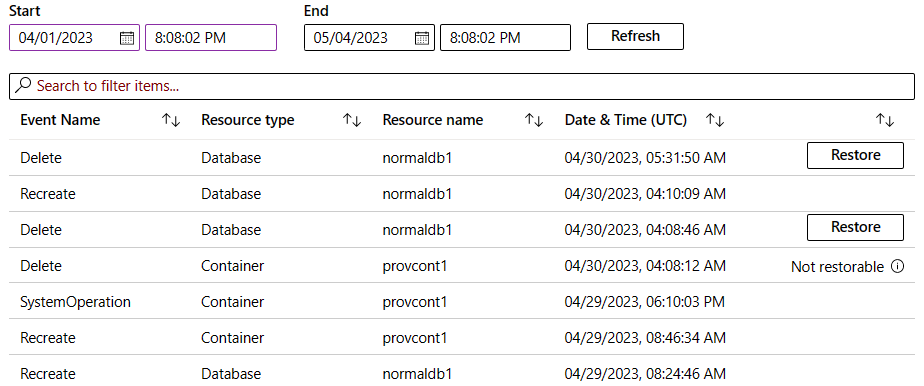 Start End
04/01/2023 8:08:02 PM 05/04/2023 8:08:02 PM Refresh
Search to filter items...
Event Name Resource type Resource name Date & Time (UTC)
Delete Database normaldb1 04/30/2023, 05:31:50 AM Restore
Recreate Database normaldb1 04/30/2023, 04:10:09 AM
Delete Database normaldb1 04/30/2023, 04:08:46 AM Restore
Delete Container provcont1 04/30/2023, 04:08:12 AM Not restorable
SystemOperation Container provcont1 04/29/2023, 06:10:03 PM
Recreate Container provcont1 04/29/2023, 08:46:34 AM
Recreate Database normaldb1 04/29/2023, 08:24:46 AM